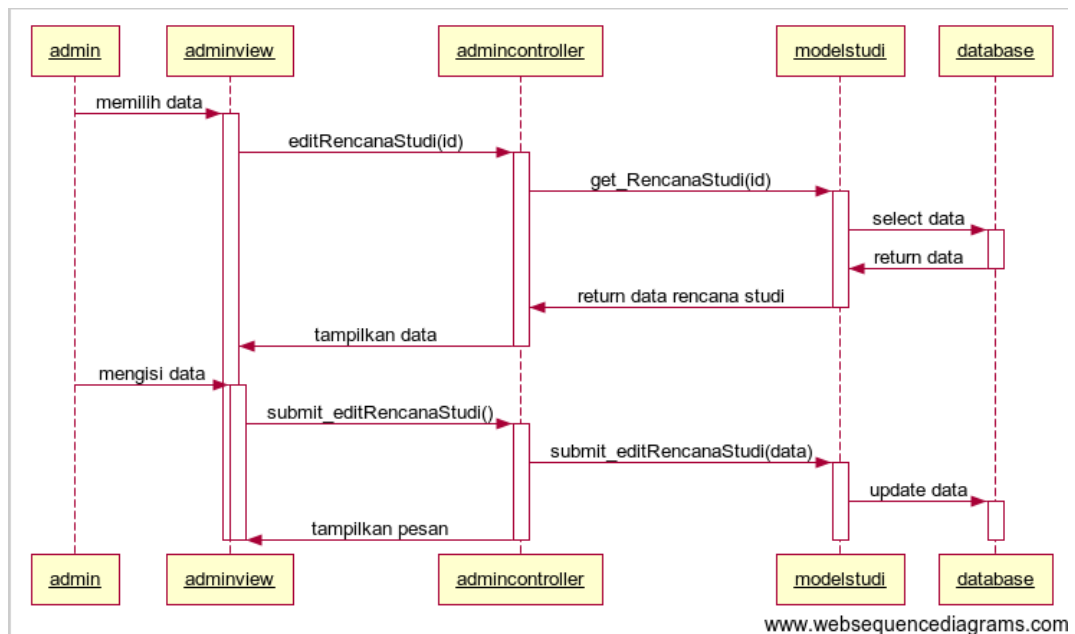 admin
adminview
admincontroller
modelstudi
database
memilih data
editRencanaStudi(id)
get_RencanaStudi(id)
select data
return data
return data rencana studi
tampilkan data
mengisi data
submit_editRencanaStudi()
submit_editRencanaStudi(data)
update data
tampilkan pesan
admin
adminview
admincontroller
modelstudi
database
www.websequencediagrams.com